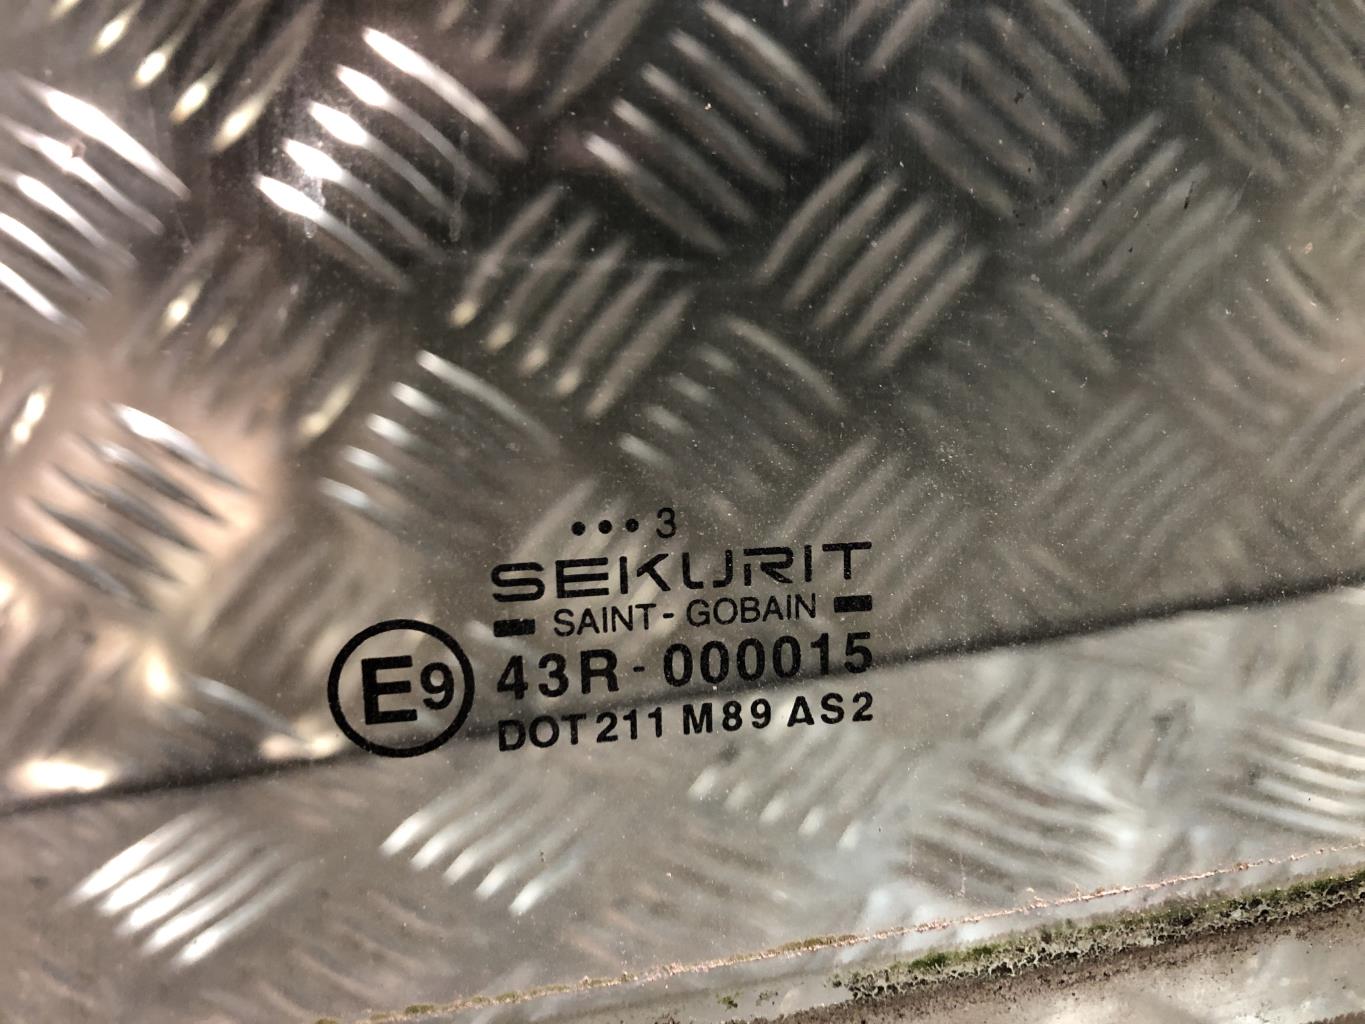 •••3
SEKURIT
SAINT-GOBAIN
E9 43R-000015
DOT 211 M89 AS2